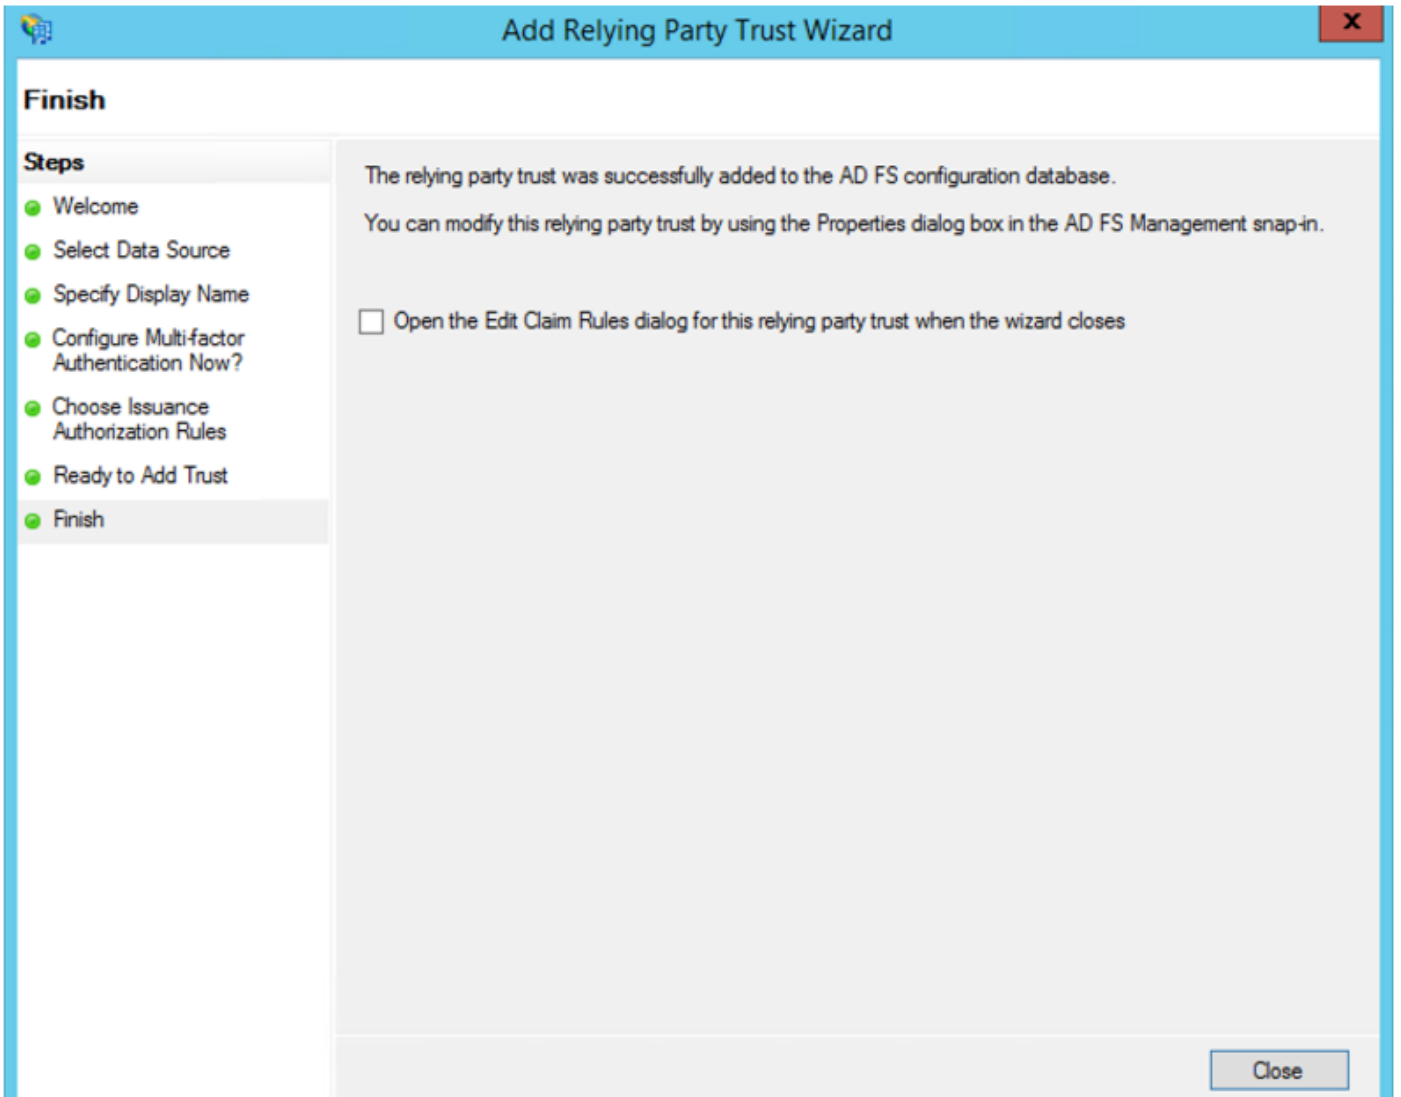 Add Relying Party Trust Wizard
X
Finish
Steps
Welcome
Select Data Source
Specify Display Name
Configure Multi-factor
Authentication Now?
Choose Issuance
Authorization Rules
Ready to Add Trust
Finish
The relying party trust was successfully added to the AD FS configuration database.
You can modify this relying party trust by using the Properties dialog box in the AD FS Management snap-in.
Open the Edit Claim Rules dialog for this relying party trust when the wizard closes
Close